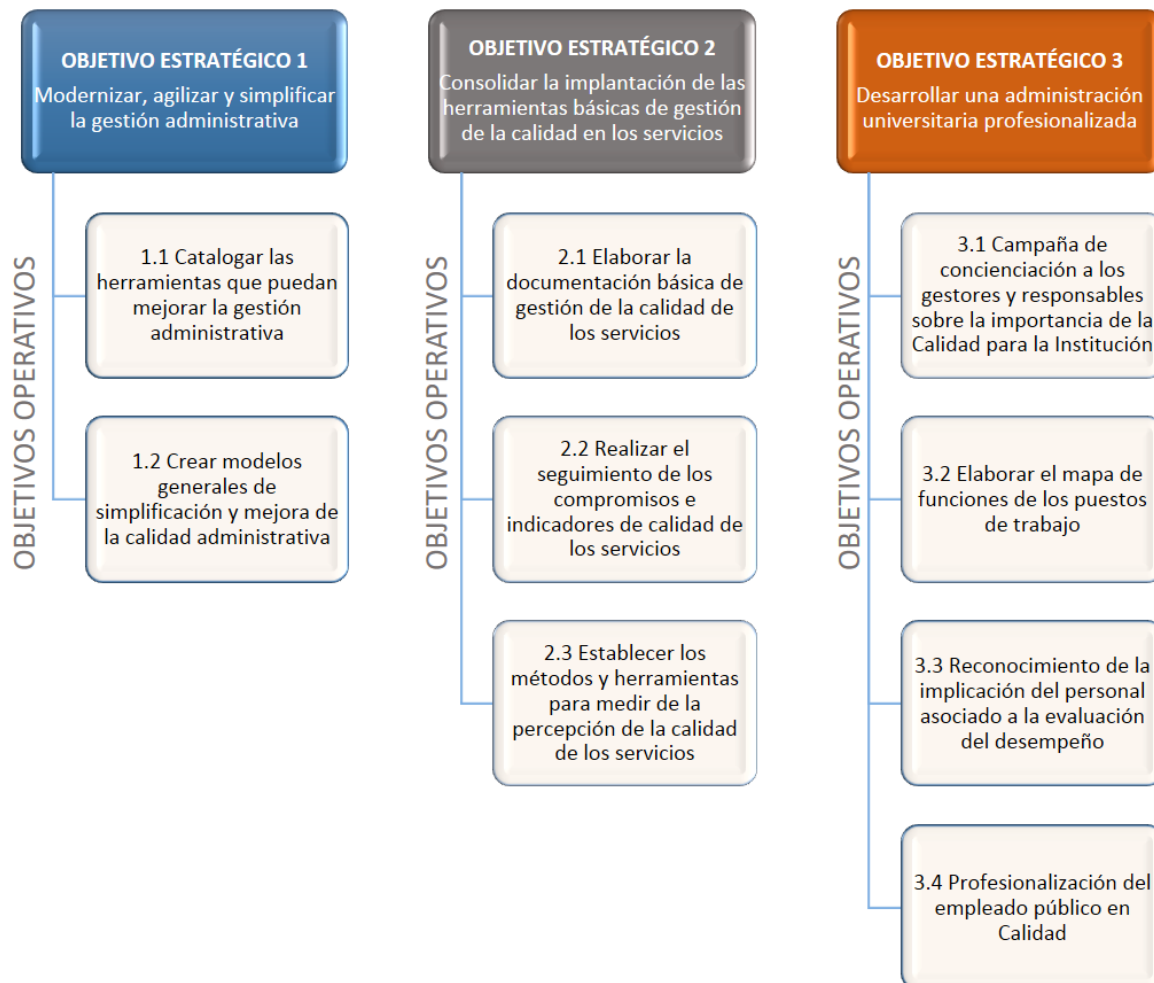 OBJETIVO ESTRATÉGICO 1
Modernizar, agilizar y simplificar
la gestión administrativa
OBJETIVOS OPERATIVOS
1.1 Catalogar las
herramientas que puedan
mejorar la gestión
administrativa
1.2 Crear modelos
generales de
simplificación y mejora de
la calidad administrativa
OBJETIVO ESTRATÉGICO 2
Consolidar la implantación de las
herramientas básicas de gestión
de la calidad en los servicios
OBJETIVOS OPERATIVOS
2.1 Elaborar la
documentación básica de
gestión de la calidad de
los servicios
2.2 Realizar el
seguimiento de los
compromisos e
indicadores de calidad de
los servicios
2.3 Establecer los
métodos y herramientas
para medir de la
percepción de la calidad
de los servicios
OBJETIVO ESTRATÉGICO 3
Desarrollar una administración
universitaria profesionalizada
OBJETIVOS OPERATIVOS
3.1 Campaña de
concienciación a los
gestores y responsables
sobre la importancia de la
Calidad para la Institución
3.2 Elaborar el mapa de
funciones de los puestos
de trabajo
3.3 Reconocimiento de la
implicación del personal
asociado a la evaluación
del desempeño
3.4 Profesionalización del
empleado público en
Calidad